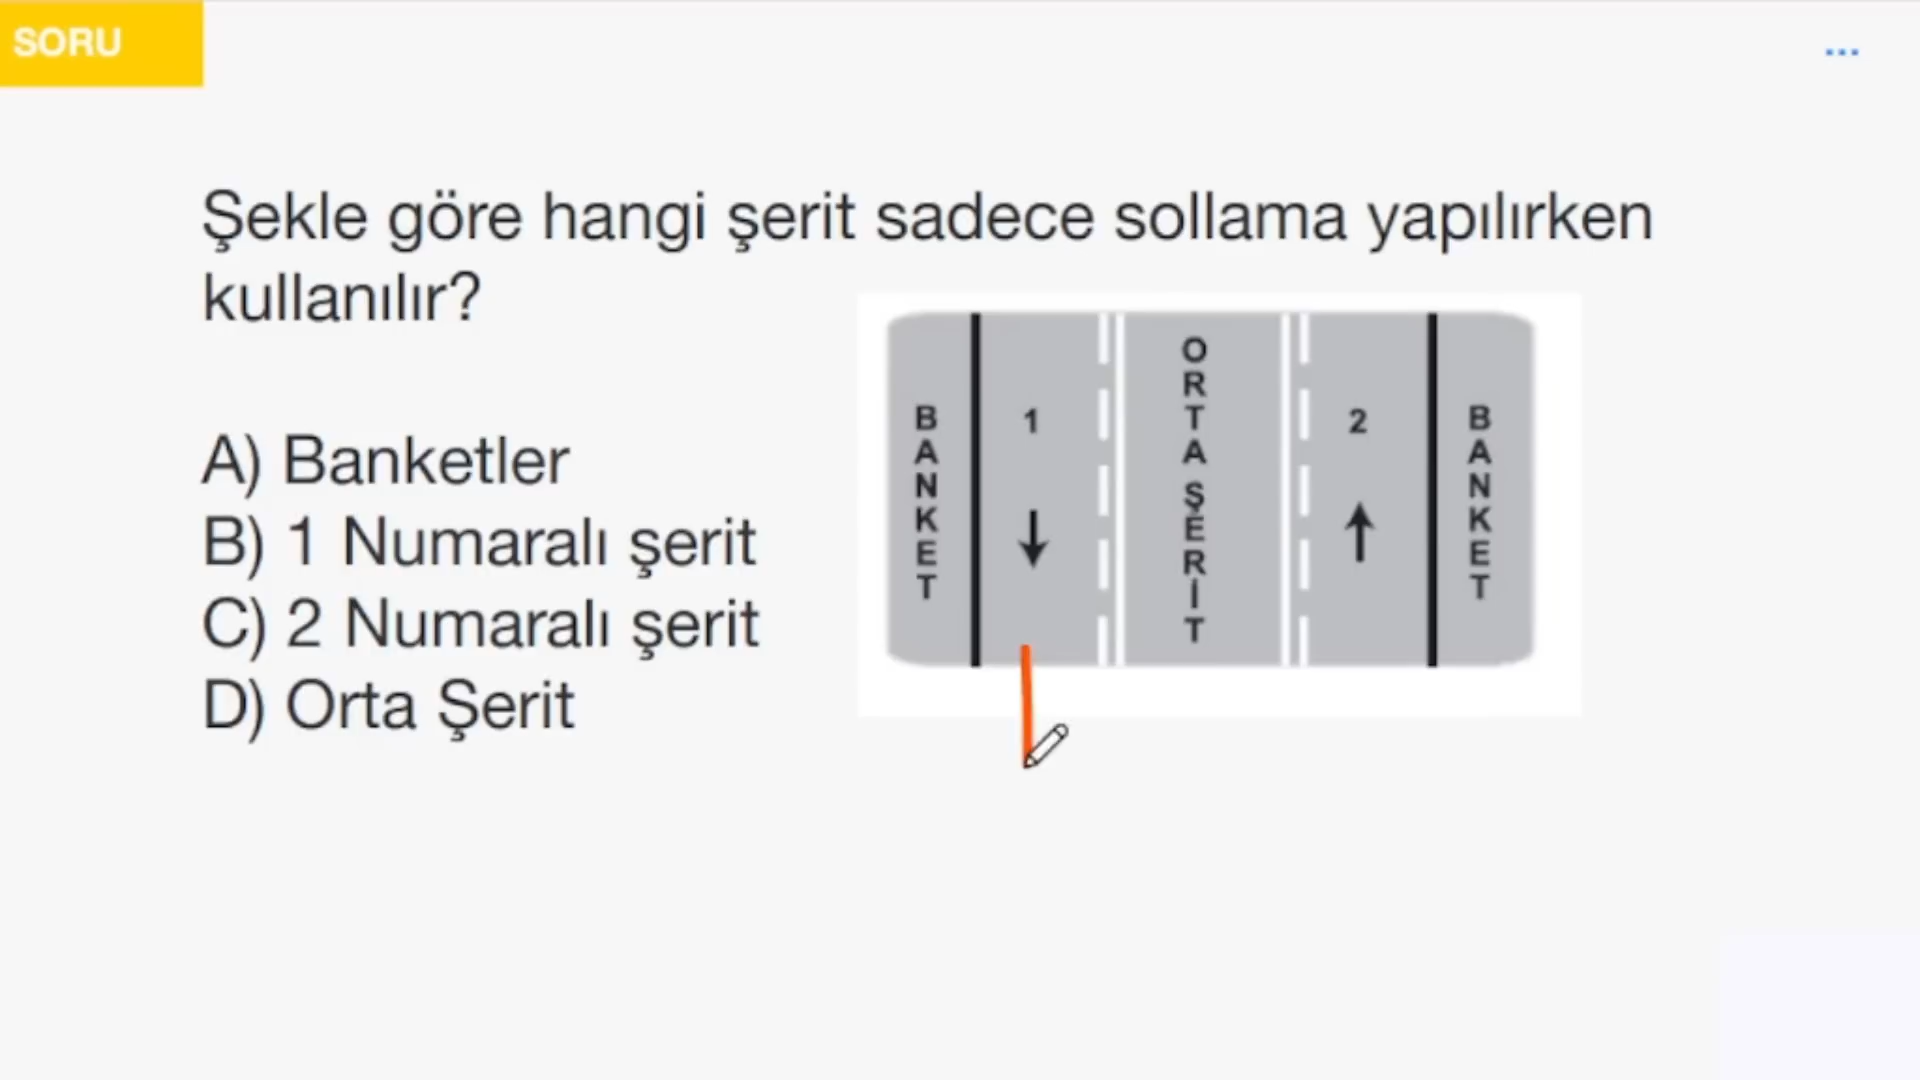 SORU
Şekle göre hangi şerit sadece sollama yapılırken
kullanılır?
A) Banketler
B) 1 Numaralı şerit
C) 2 Numaralı şerit
D) Orta Şerit
BANKET
1
ORTA ŞERİT
2
BANKET